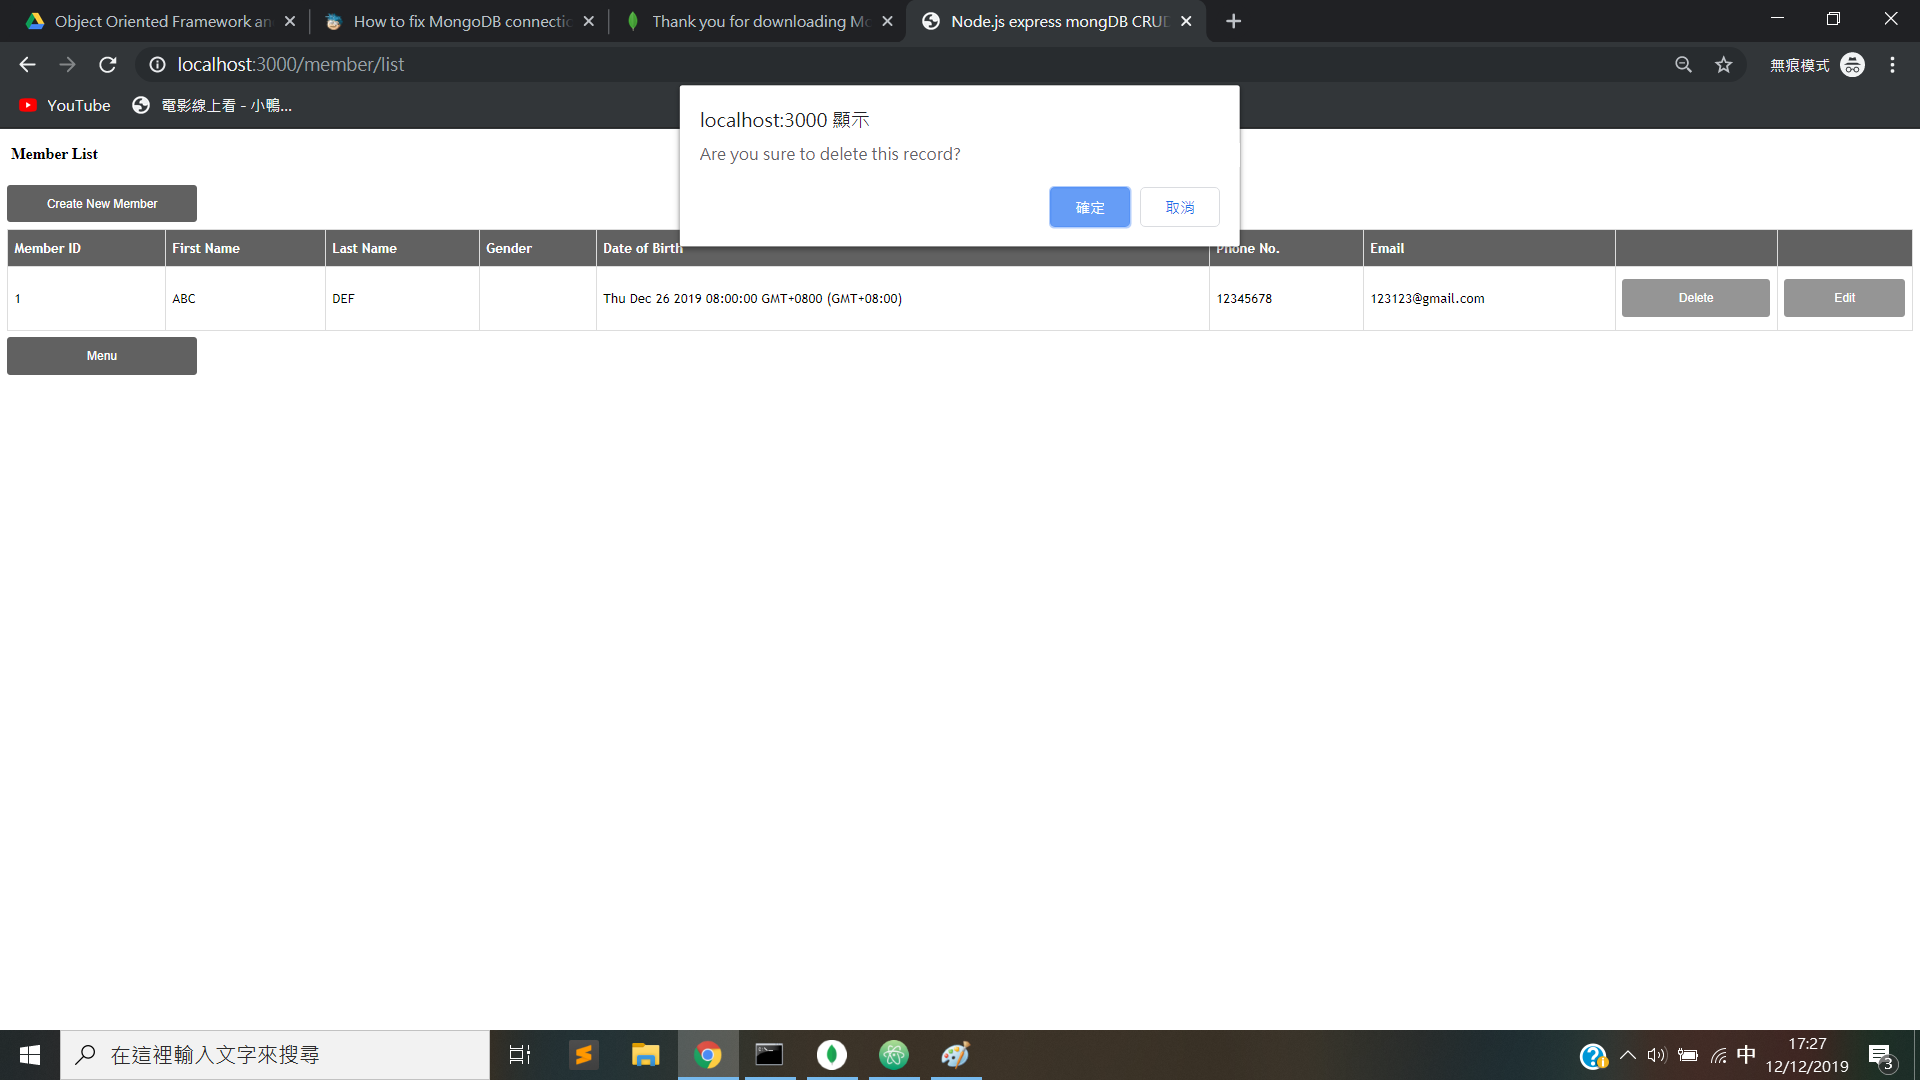 Object Oriented Framework an
How to fix MongoDB connectio
Thank you for downloading Mo
Node.js express mongDB CRUD
localhost:3000/member/list
無痕模式
YouTube
電影線上看 - 小鴨...
localhost:3000 顯示
Are you sure to delete this record?
確定
取消
Member List
Create New Member
Member ID First Name Last Name Gender Date of Birth Phone No. Email
1 ABC DEF Thu Dec 26 2019 08:00:00 GMT+0800 (GMT+08:00) 12345678 123123@gmail.com Delete Edit
Menu
在這裡輸入文字來搜尋
中
17:27
12/12/2019
3